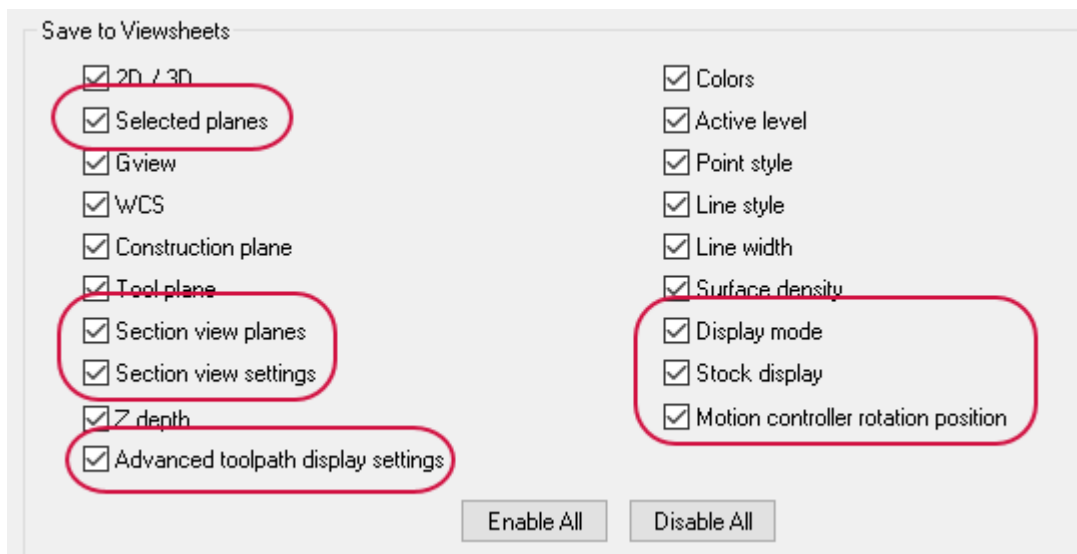 Save to Viewsheets
2D / 3D
Selected planes
Gview
WCS
Construction plane
Tool plane
Section view planes
Section view settings
Z depth
Advanced toolpath display settings
Colors
Active level
Point style
Line style
Line width
Surface density
Display mode
Stock display
Motion controller rotation position
Enable All
Disable All